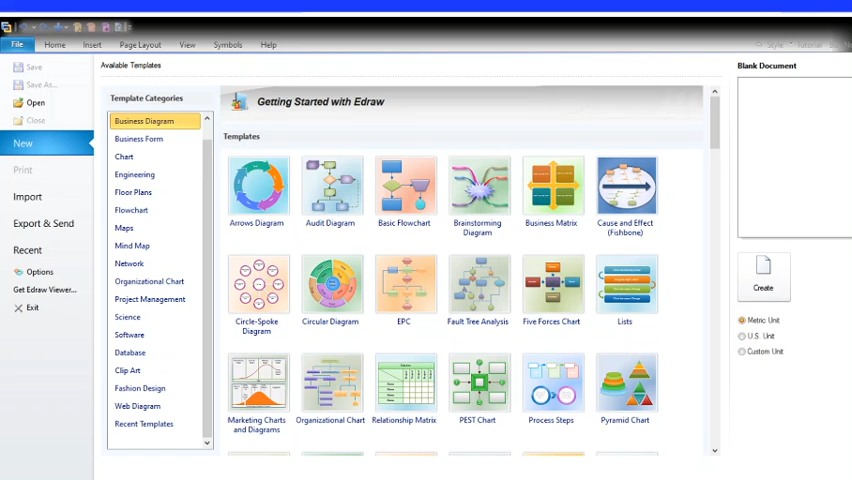 File Home Insert Page Layout View Symbols Help Style Tutorial
Save
Save As...
Open
Close
New
Print
Import
Export & Send
Recent
Options
Get Edraw Viewer...
Exit
Available Templates
Template Categories
Business Diagram
Business Form
Chart
Engineering
Floor Plans
Flowchart
Maps
Mind Map
Network
Organizational Chart
Project Management
Science
Software
Database
Clip Art
Fashion Design
Web Diagram
Recent Templates
Getting Started with Edraw
Templates
Arrows Diagram Audit Diagram Basic Flowchart Brainstorming Diagram Business Matrix Cause and Effect (Fishbone)
Circle-Spoke Diagram Circular Diagram EPC Fault Tree Analysis Five Forces Chart Lists
Marketing Charts and Diagrams Organizational Chart Relationship Matrix PEST Chart Process Steps Pyramid Chart
Blank Document
Create
Metric Unit
U.S. Unit
Custom Unit